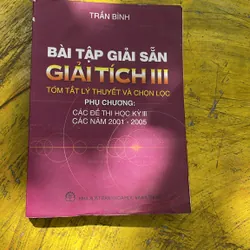 TRẦN BÌNH
BÀI TẬP GIẢI SẴN
GIẢI TÍCH III
TÓM TẮT LÝ THUYẾT VÀ CHỌN LỌC
PHỤ CHƯƠNG:
CÁC ĐỀ THI HỌC KỲ III
CÁC NĂM 2001 - 2005